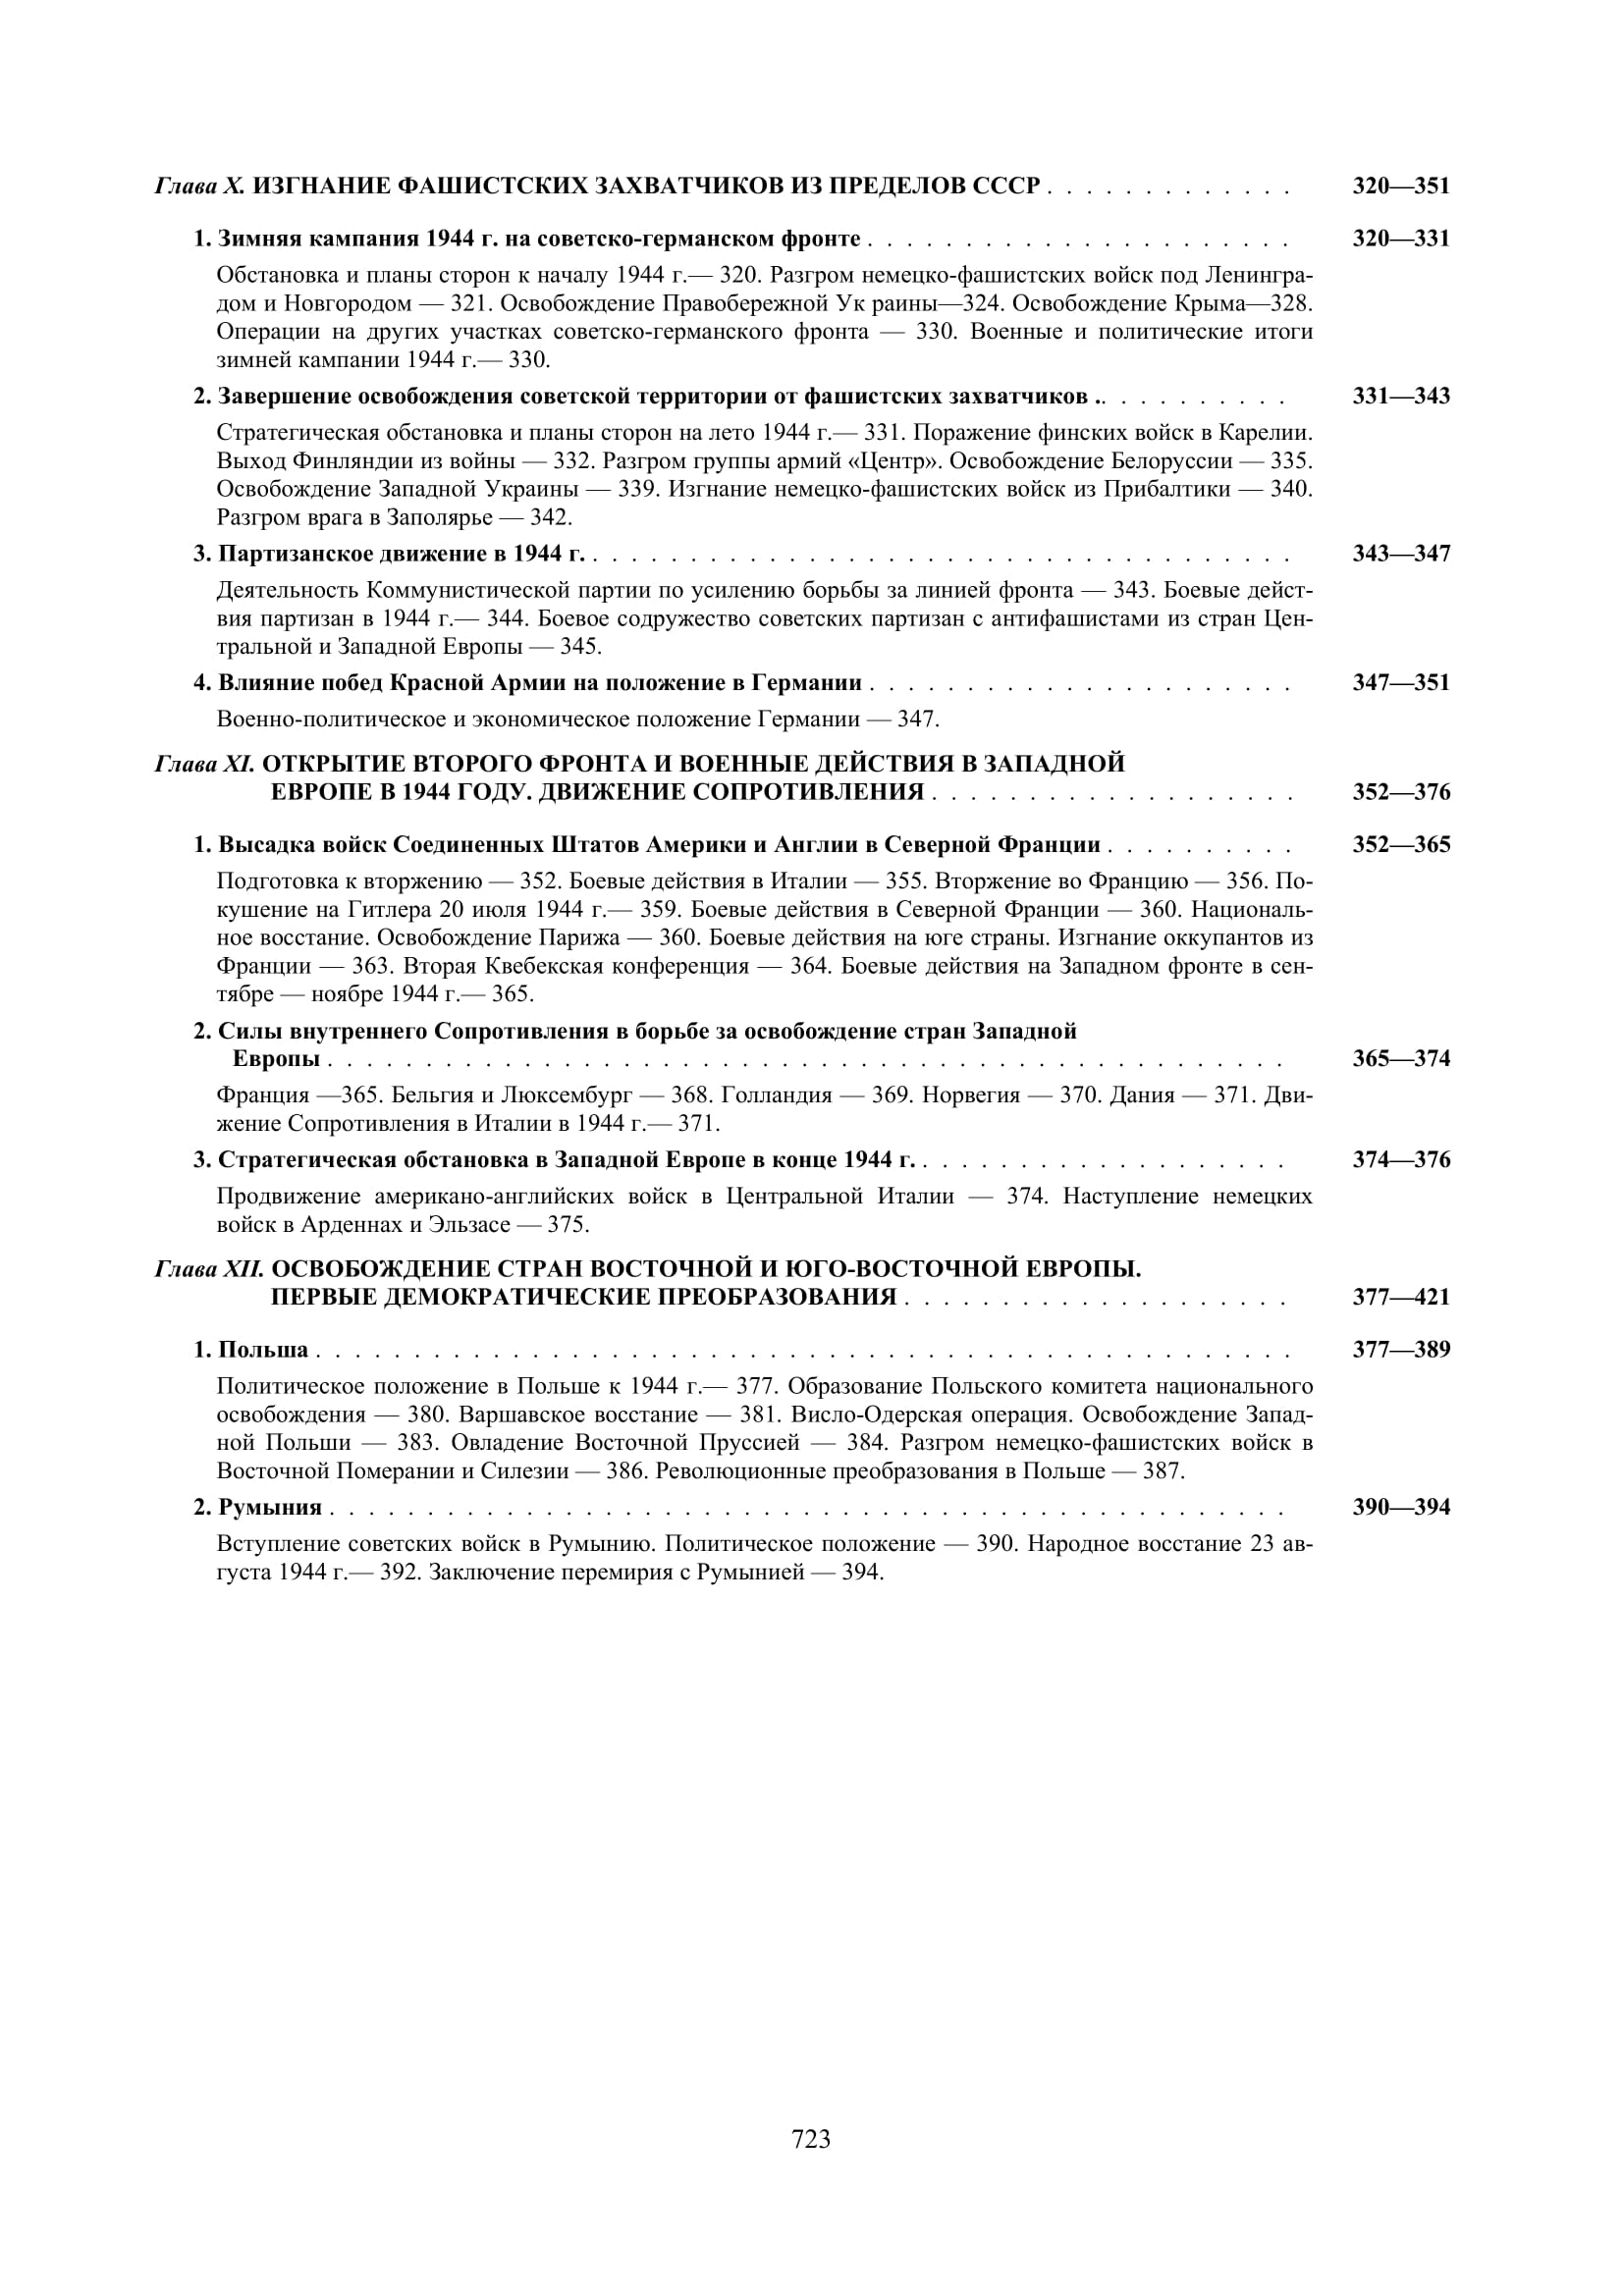 Глава X. ИЗГНАНИЕ ФАШИСТСКИХ ЗАХВАТЧИКОВ ИЗ ПРЕДЕЛОВ СССР . . . . . . . . . . . . . 320—351
1. Зимняя кампания 1944 г. на советско-германском фронте . . . . . . . . . . . . . . . . . . . . . . 320—331
Обстановка и планы сторон к началу 1944 г.— 320. Разгром немецко-фашистских войск под Ленингра-
дом и Новгородом — 321. Освобождение Правобережной Ук раины—324. Освобождение Крыма—328.
Операции на других участках советско-германского фронта — 330. Военные и политические итоги
зимней кампании 1944 г.— 330.
2. Завершение освобождения советской территории от фашистских захватчиков .. . . . . . . . . . 331—343
Стратегическая обстановка и планы сторон на лето 1944 г.— 331. Поражение финских войск в Карелии.
Выход Финляндии из войны — 332. Разгром группы армий «Центр». Освобождение Белоруссии — 335.
Освобождение Западной Украины — 339. Изгнание немецко-фашистских войск из Прибалтики — 340.
Разгром врага в Заполярье — 342.
3. Партизанское движение в 1944 г. . . . . . . . . . . . . . . . . . . . . . . . . . . . . . . . . . . . . 343—347
Деятельность Коммунистической партии по усилению борьбы за линией фронта — 343. Боевые дейст-
вия партизан в 1944 г.— 344. Боевое содружество советских партизан с антифашистами из стран Цен-
тральной и Западной Европы — 345.
4. Влияние побед Красной Армии на положение в Германии . . . . . . . . . . . . . . . . . . . . . . 347—351
Военно-политическое и экономическое положение Германии — 347.
Глава XI. ОТКРЫТИЕ ВТОРОГО ФРОНТА И ВОЕННЫЕ ДЕЙСТВИЯ В ЗАПАДНОЙ
ЕВРОПЕ В 1944 ГОДУ. ДВИЖЕНИЕ СОПРОТИВЛЕНИЯ . . . . . . . . . . . . . . . . . . . 352—376
1. Высадка войск Соединенных Штатов Америки и Англии в Северной Франции . . . . . . . . . . 352—365
Подготовка к вторжению — 352. Боевые действия в Италии — 355. Вторжение во Францию — 356. По-
кушение на Гитлера 20 июля 1944 г.— 359. Боевые действия в Северной Франции — 360. Националь-
ное восстание. Освобождение Парижа — 360. Боевые действия на юге страны. Изгнание оккупантов из
Франции — 363. Вторая Квебекская конференция — 364. Боевые действия на Западном фронте в сен-
тябре — ноябре 1944 г.— 365.
2. Силы внутреннего Сопротивления в борьбе за освобождение стран Западной
Европы . . . . . . . . . . . . . . . . . . . . . . . . . . . . . . . . . . . . . . . . . . . . . . . . . 365—374
Франция —365. Бельгия и Люксембург — 368. Голландия — 369. Норвегия — 370. Дания — 371. Дви-
жение Сопротивления в Италии в 1944 г.— 371.
3. Стратегическая обстановка в Западной Европе в конце 1944 г. . . . . . . . . . . . . . . . . . . . 374—376
Продвижение американо-английских войск в Центральной Италии — 374. Наступление немецких
войск в Арденнах и Эльзасе — 375.
Глава XII. ОСВОБОЖДЕНИЕ СТРАН ВОСТОЧНОЙ И ЮГО-ВОСТОЧНОЙ ЕВРОПЫ.
ПЕРВЫЕ ДЕМОКРАТИЧЕСКИЕ ПРЕОБРАЗОВАНИЯ . . . . . . . . . . . . . . . . . . . . 377—421
1. Польша . . . . . . . . . . . . . . . . . . . . . . . . . . . . . . . . . . . . . . . . . . . . . . . . . . 377—389
Политическое положение в Польше к 1944 г.— 377. Образование Польского комитета национального
освобождения — 380. Варшавское восстание — 381. Висло-Одерская операция. Освобождение Запад-
ной Польши — 383. Овладение Восточной Пруссией — 384. Разгром немецко-фашистских войск в
Восточной Померании и Силезии — 386. Революционные преобразования в Польше — 387.
2. Румыния . . . . . . . . . . . . . . . . . . . . . . . . . . . . . . . . . . . . . . . . . . . . . . . . . 390—394
Вступление советских войск в Румынию. Политическое положение — 390. Народное восстание 23 ав-
густа 1944 г.— 392. Заключение перемирия с Румынией — 394.
723